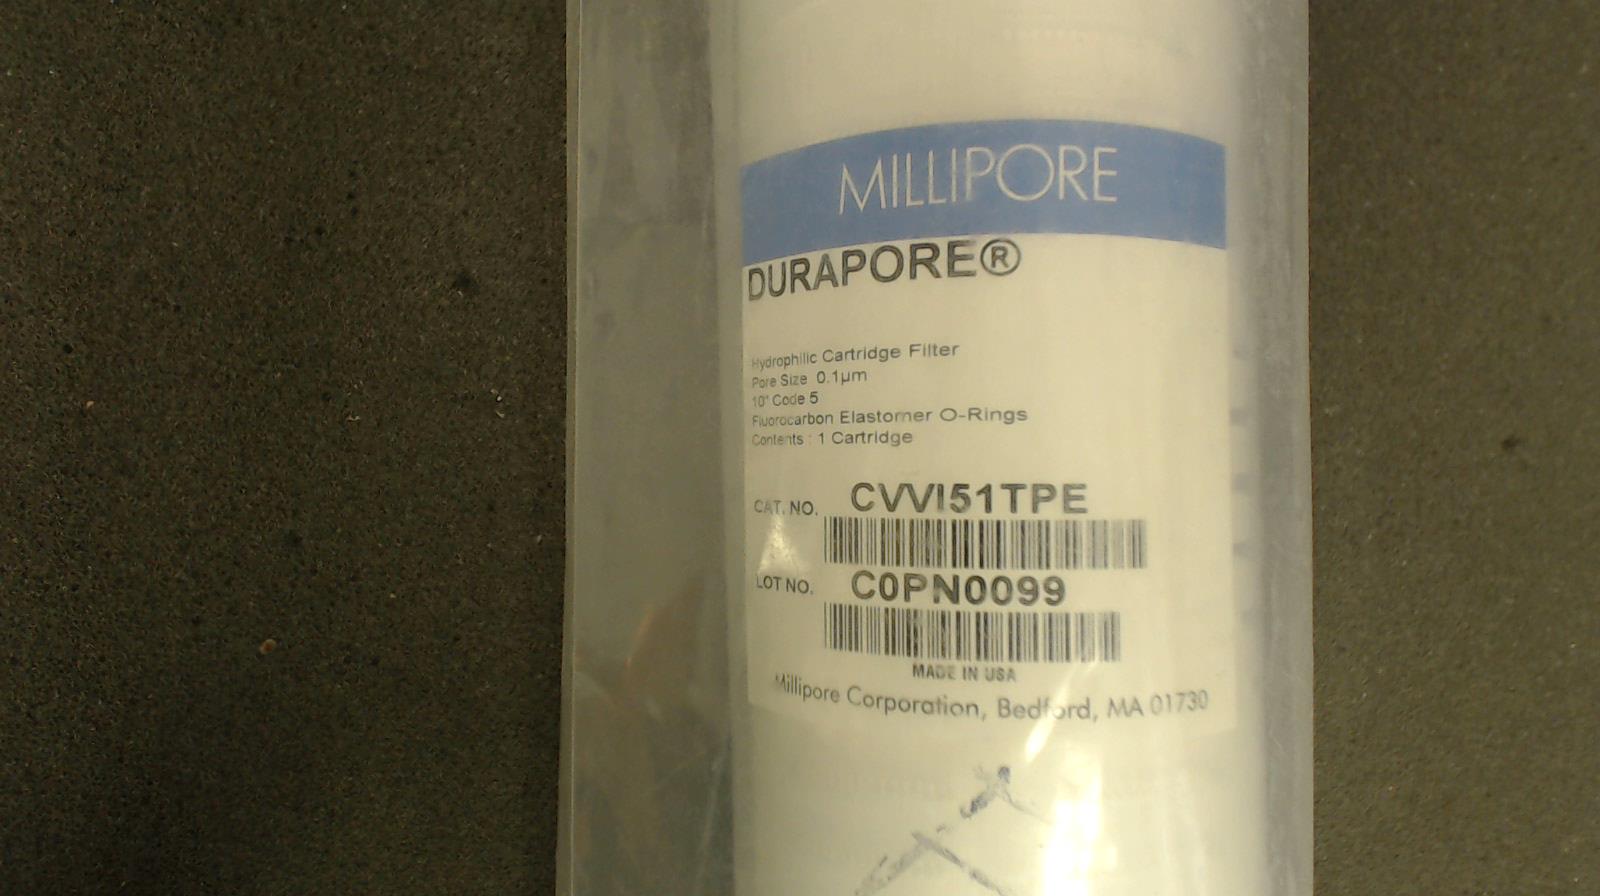 MILLIPORE
DURAPORE®
Hydrophilic Cartridge Filter
Pore Size 0.1µm
10" Code 5
Fluorocarbon Elastomer O-Rings
Contents : 1 Cartridge
CAT. NO. CVVI51TPE
LOT NO. C0PN0099
MADE IN USA
Millipore Corporation, Bedford, MA 01730